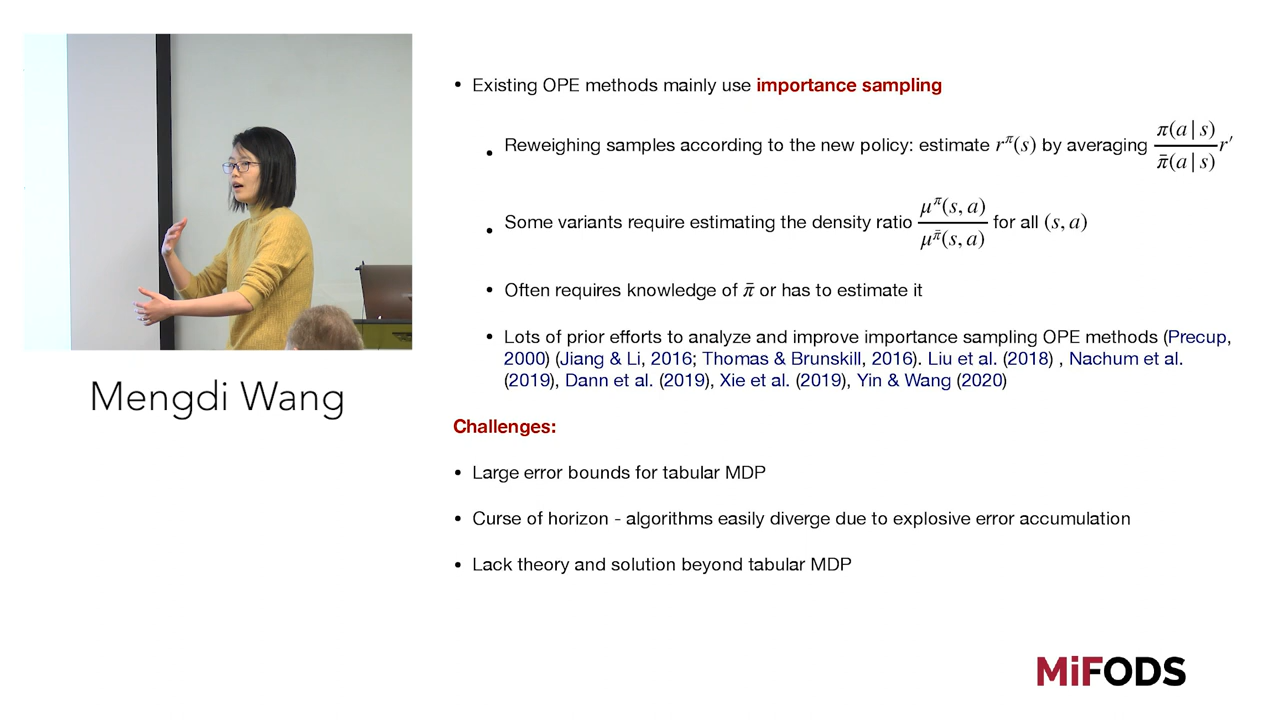 • Existing OPE methods mainly use importance sampling
• Reweighing samples according to the new policy: estimate r^π(s) by averaging π(a|s)/π̄(a|s) r′
• Some variants require estimating the density ratio μ^π(s, a)/μ^π̄(s, a) for all (s, a)
• Often requires knowledge of π̄ or has to estimate it
• Lots of prior efforts to analyze and improve importance sampling OPE methods (Precup,
2000) (Jiang & Li, 2016; Thomas & Brunskill, 2016). Liu et al. (2018) , Nachum et al.
(2019), Dann et al. (2019), Xie et al. (2019), Yin & Wang (2020)
Mengdi Wang
Challenges:
• Large error bounds for tabular MDP
• Curse of horizon - algorithms easily diverge due to explosive error accumulation
• Lack theory and solution beyond tabular MDP
MiFODS